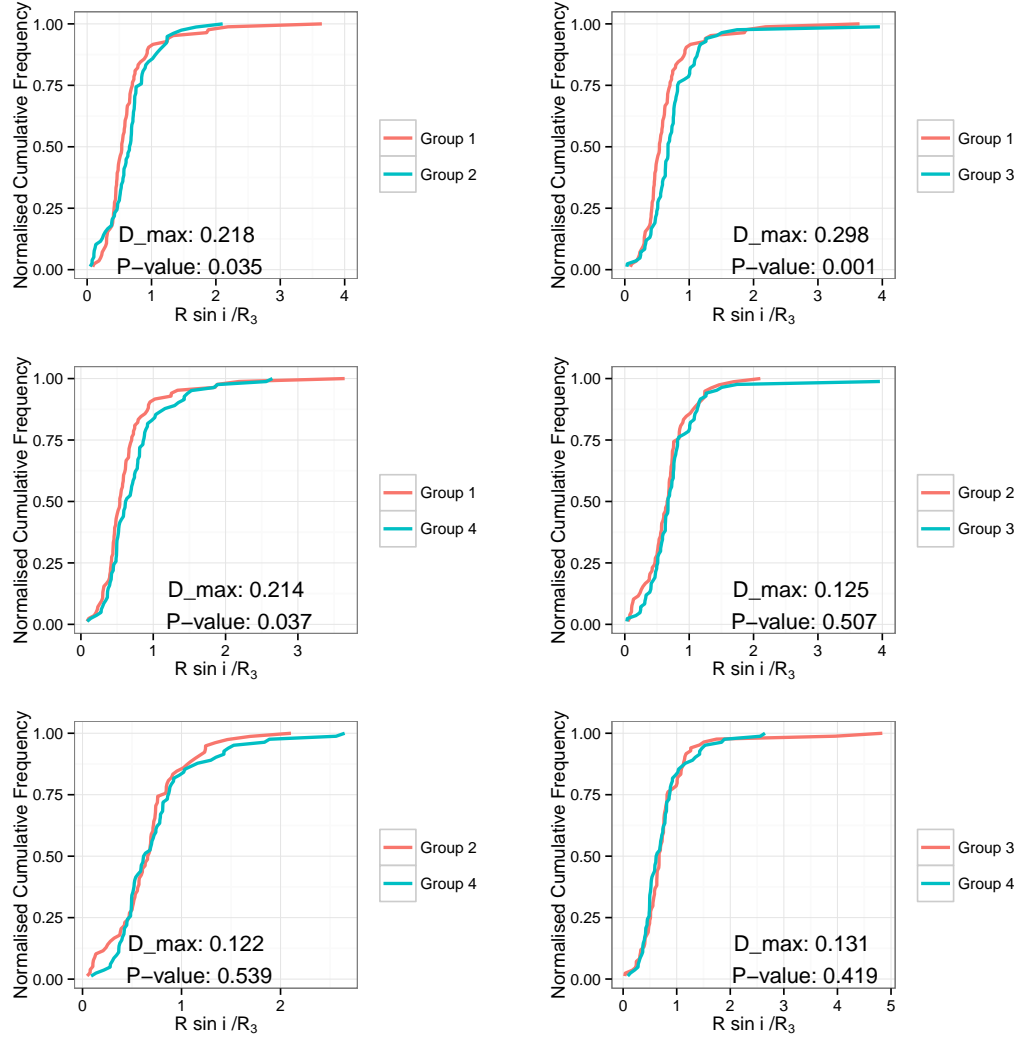 Normalised Cumulative Frequency
1.00
0.75
0.50
0.25
0.00
D_max: 0.218
P-value: 0.035
0 1 2 3 4
R sin i /R3
Group 1
Group 2
Normalised Cumulative Frequency
1.00
0.75
0.50
0.25
0.00
D_max: 0.298
P-value: 0.001
0 1 2 3 4
R sin i /R3
Group 1
Group 3
Normalised Cumulative Frequency
1.00
0.75
0.50
0.25
0.00
D_max: 0.214
P-value: 0.037
0 1 2 3
R sin i /R3
Group 1
Group 4
Normalised Cumulative Frequency
1.00
0.75
0.50
0.25
0.00
D_max: 0.125
P-value: 0.507
0 1 2 3 4
R sin i /R3
Group 2
Group 3
Normalised Cumulative Frequency
1.00
0.75
0.50
0.25
0.00
D_max: 0.122
P-value: 0.539
0 1 2
R sin i /R3
Group 2
Group 4
Normalised Cumulative Frequency
1.00
0.75
0.50
0.25
0.00
D_max: 0.131
P-value: 0.419
0 1 2 3 4 5
R sin i /R3
Group 3
Group 4